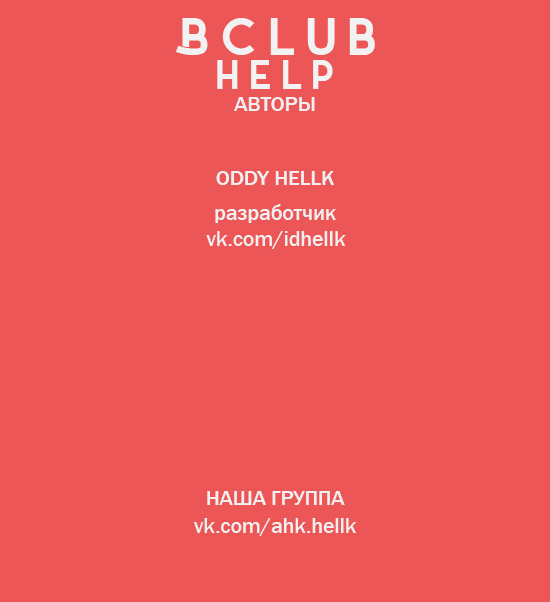 BCLUB
HELP
АВТОРЫ
ODDY HELLK
разработчик
vk.com/idhellk
НАША ГРУППА
vk.com/ahk.hellk